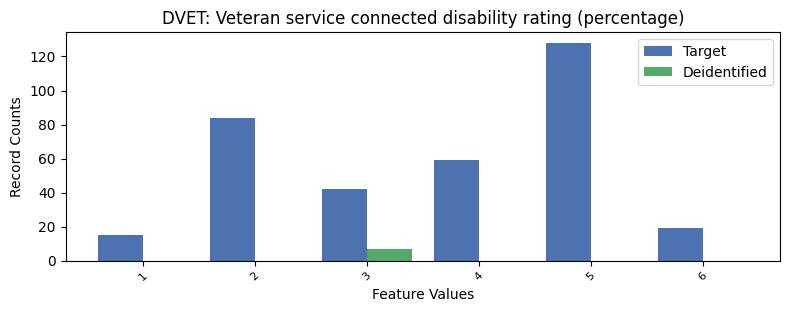 DVET: Veteran service connected disability rating (percentage)
Target
Deidentified
120
100
80
60
40
20
0
Record Counts
1 2 3 4 5 6
Feature Values